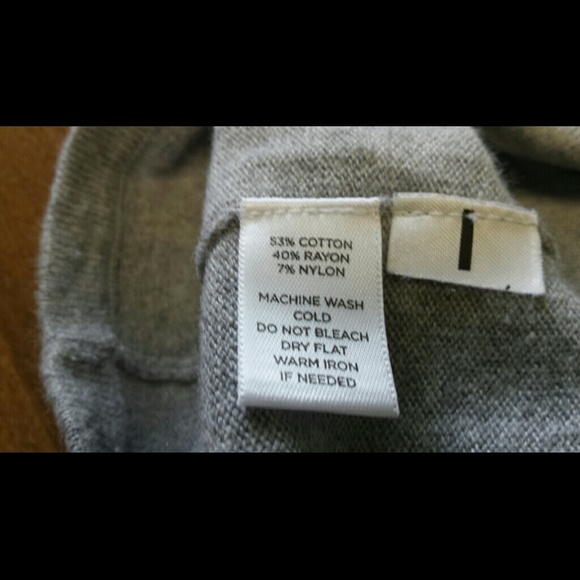 53% COTTON
40% RAYON
7% NYLON
MACHINE WASH
COLD
DO NOT BLEACH
DRY FLAT
WARM IRON
IF NEEDED